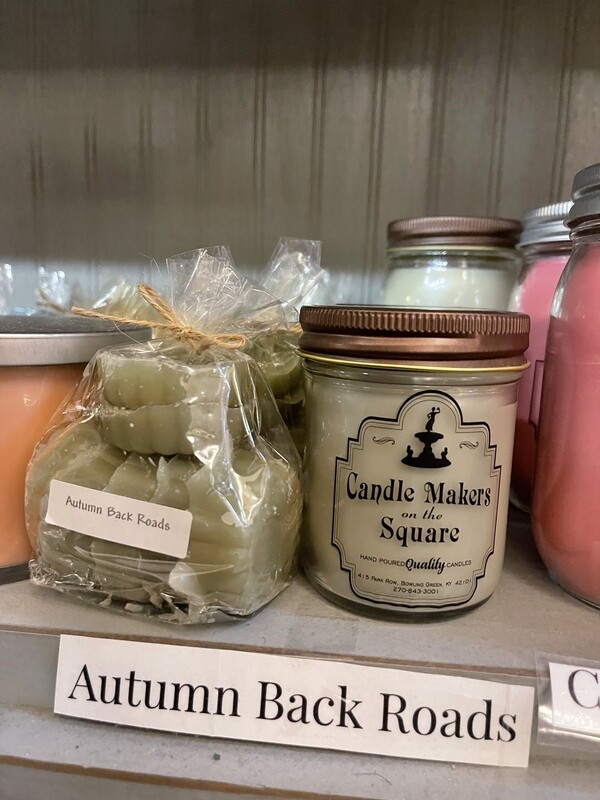 Autumn Back Roads
Candle Makers
on the
Square
HAND POURED Quality CANDLES
415 Park Row, Bowling Green, KY 42101
270-843-3001
Autumn Back Roads
C